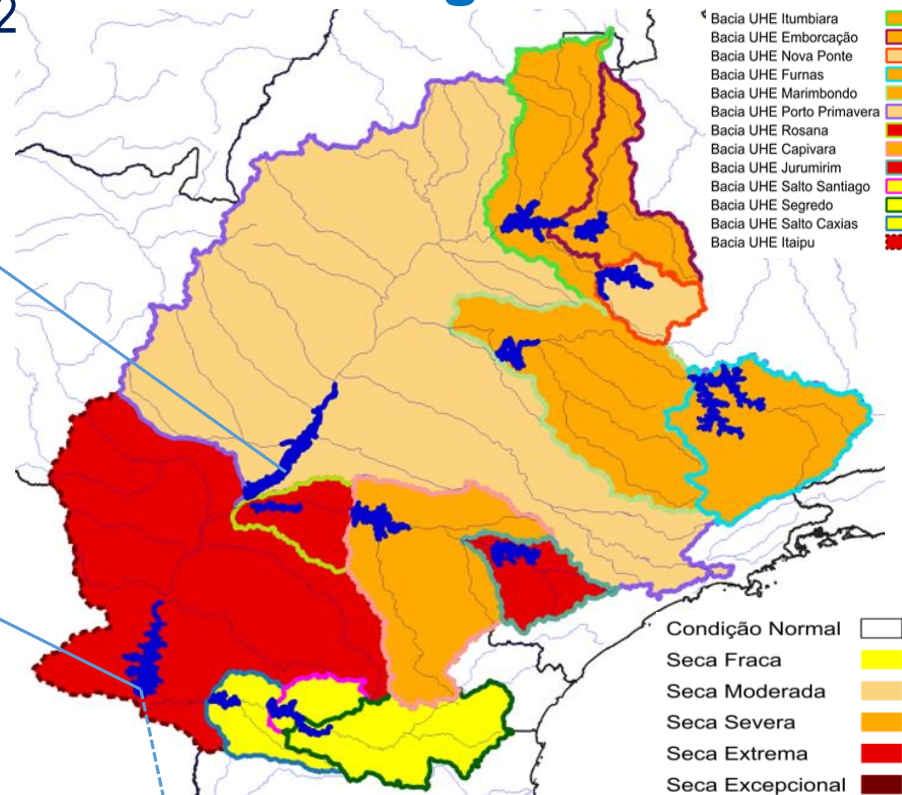 2
Bacia UHE Itumbiara
Bacia UHE Emborcação
Bacia UHE Nova Ponte
Bacia UHE Furnas
Bacia UHE Marimbondo
Bacia UHE Porto Primavera
Bacia UHE Rosana
Bacia UHE Capivara
Bacia UHE Jurumirim
Bacia UHE Salto Santiago
Bacia UHE Segredo
Bacia UHE Salto Caxias
Bacia UHE Itaipu
Condição Normal
Seca Fraca
Seca Moderada
Seca Severa
Seca Extrema
Seca Excepcional